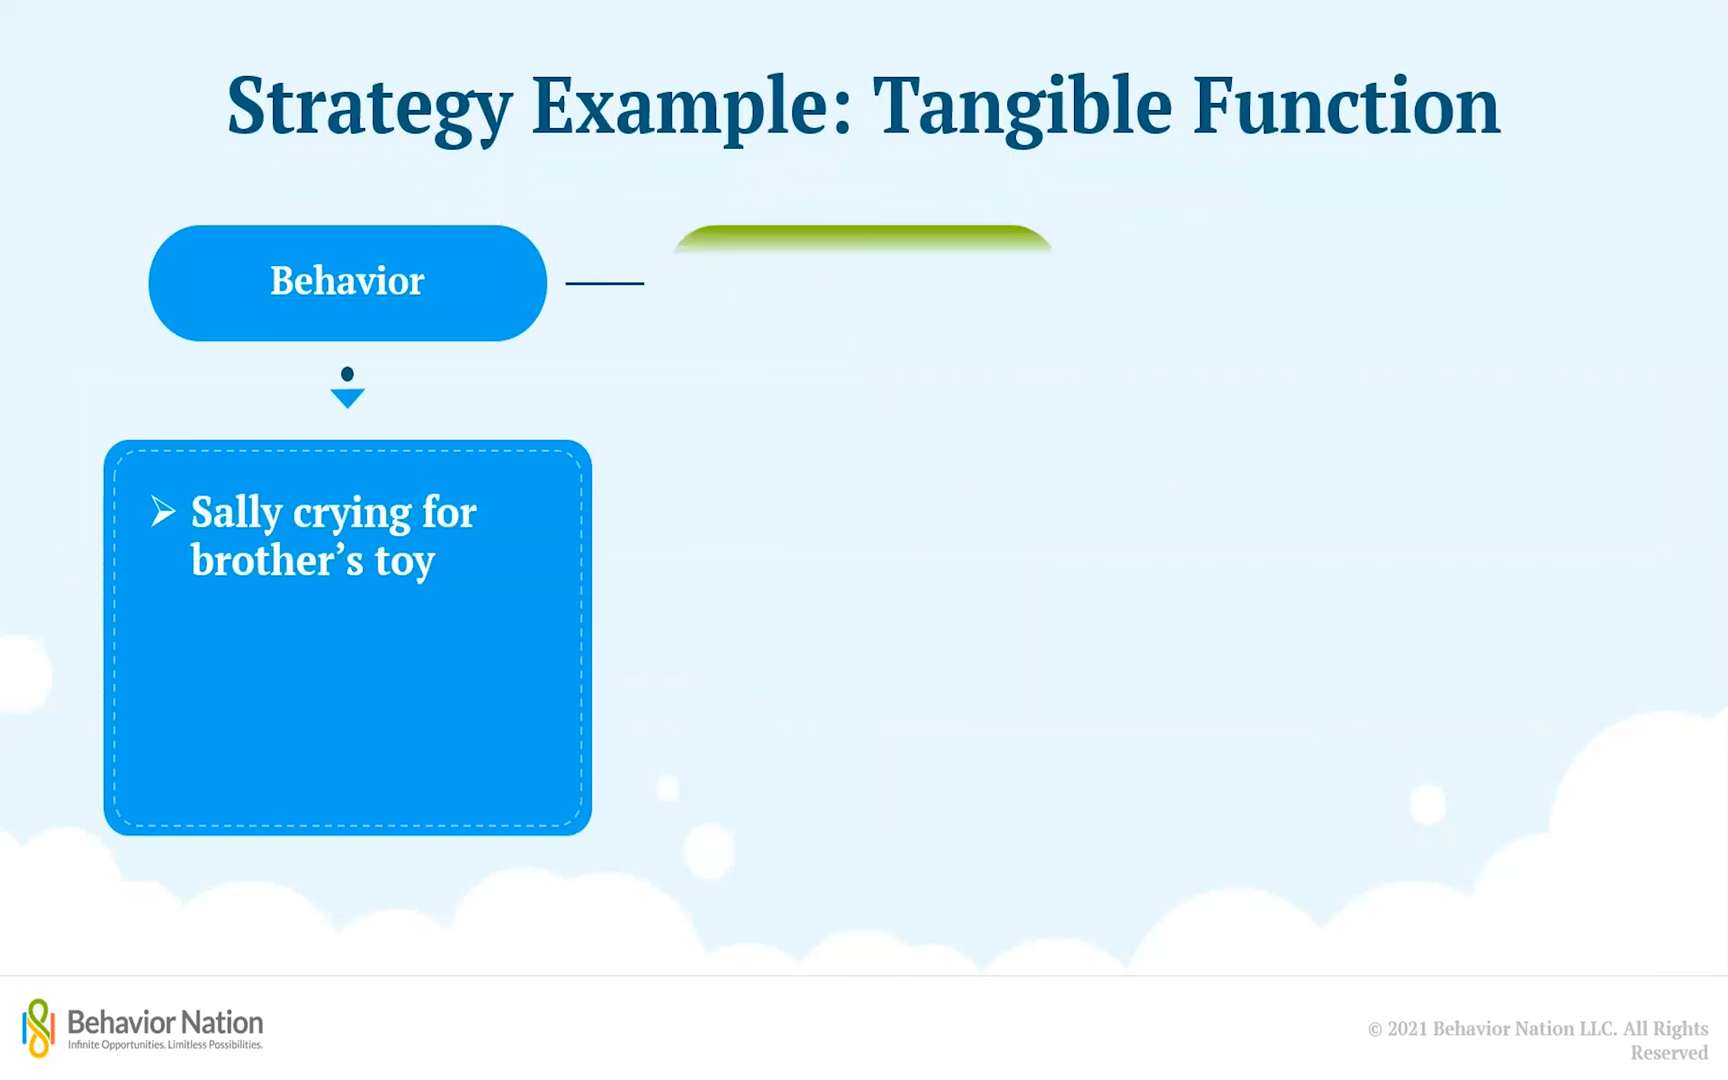 Strategy Example: Tangible Function
Behavior
➢ Sally crying for
brother’s toy
Behavior Nation
Infinite Opportunities. Limitless Possibilities.
© 2021 Behavior Nation LLC. All Rights
Reserved